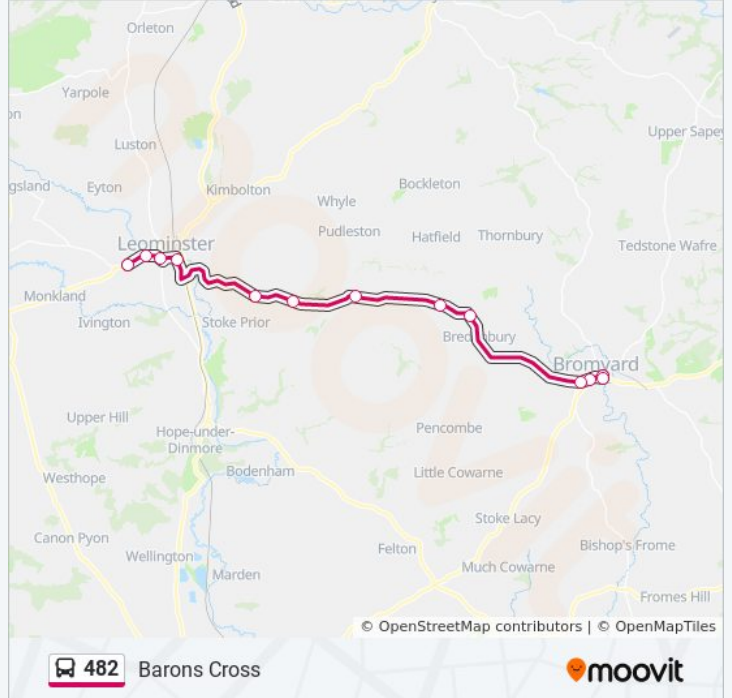 Orleton
Yarpole
Luston
Upper Sapey
gsland
Eyton
Kimbolton
Bockleton
Whyle
Pudleston
Hatfield
Thornbury
Leominster
Tedstone Wafre
Monkland
Ivington
Stoke Prior
Bredenbury
Bromyard
Upper Hill
Hope-under-
Dinmore
Pencombe
Bodenham
Little Cowarne
Westhope
Stoke Lacy
Canon Pyon
Felton
Bishop's Frome
Wellington
Much Cowarne
Marden
Fromes Hill
© OpenStreetMap contributors | © OpenMapTiles
482 Barons Cross
moovit